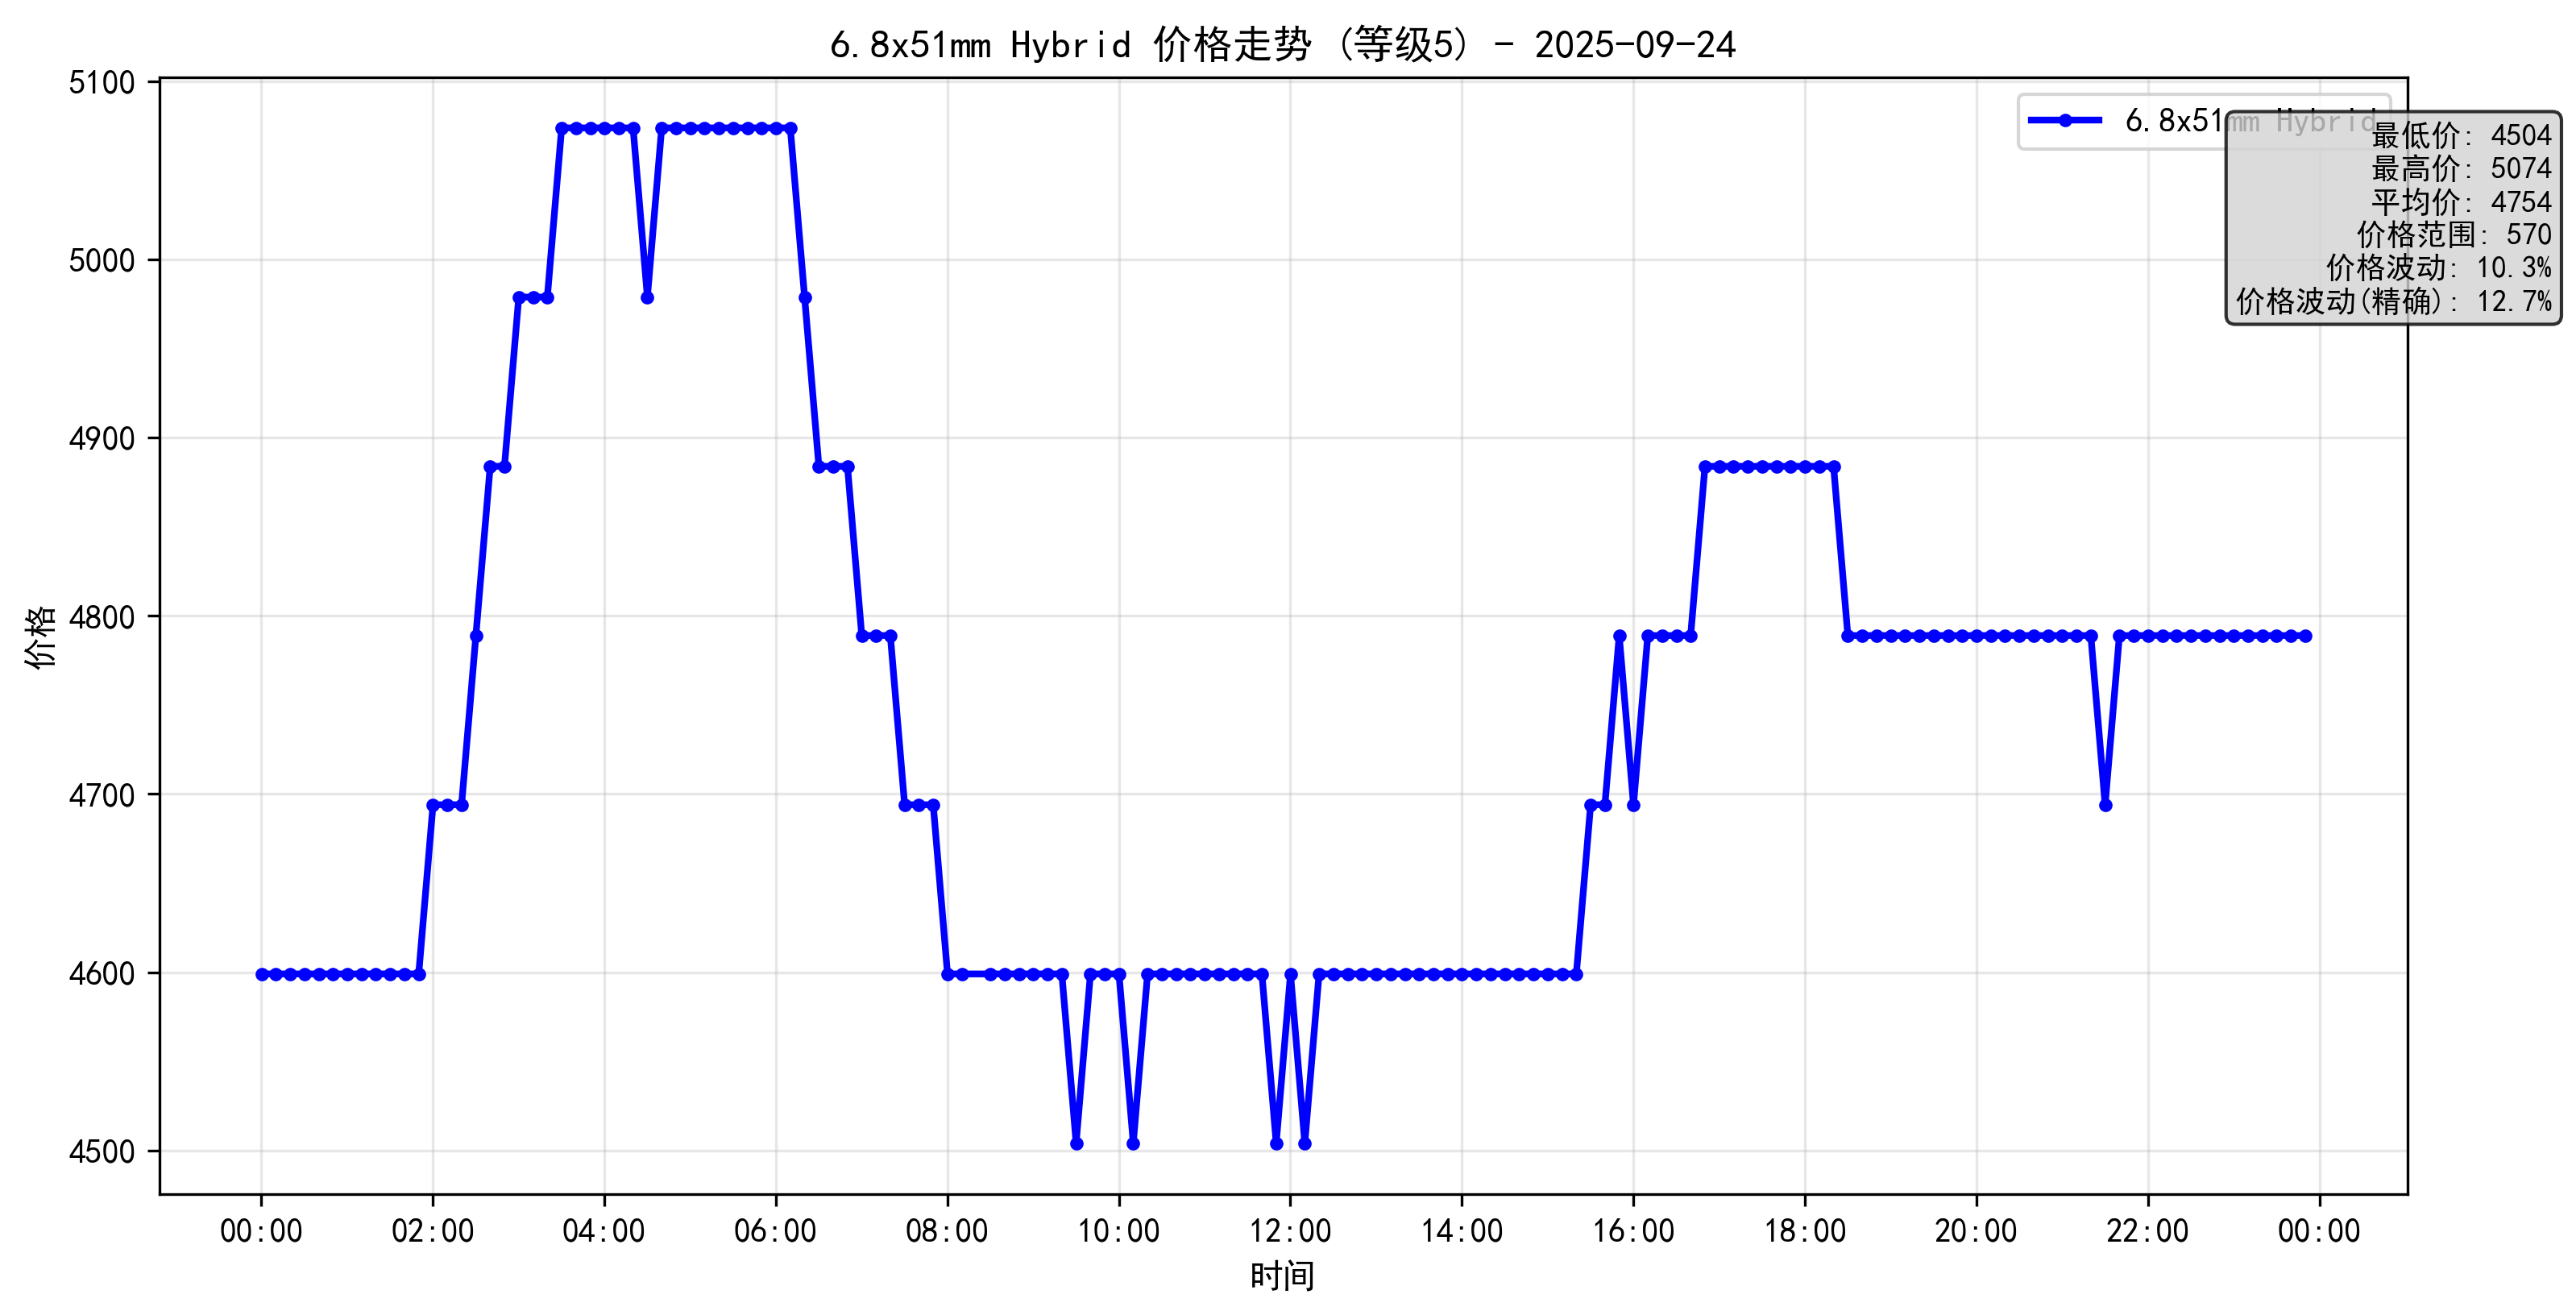 6.8x51mm Hybrid 价格走势 (等级5) - 2025-09-24
5100
5000
4900
4800
4700
4600
4500
价格
6.8x51mm Hybrid
最低价: 4504
最高价: 5074
平均价: 4754
价格范围: 570
价格波动: 10.3%
价格波动(精确): 12.7%
00:00 02:00 04:00 06:00 08:00 10:00 12:00 14:00 16:00 18:00 20:00 22:00 00:00
时间